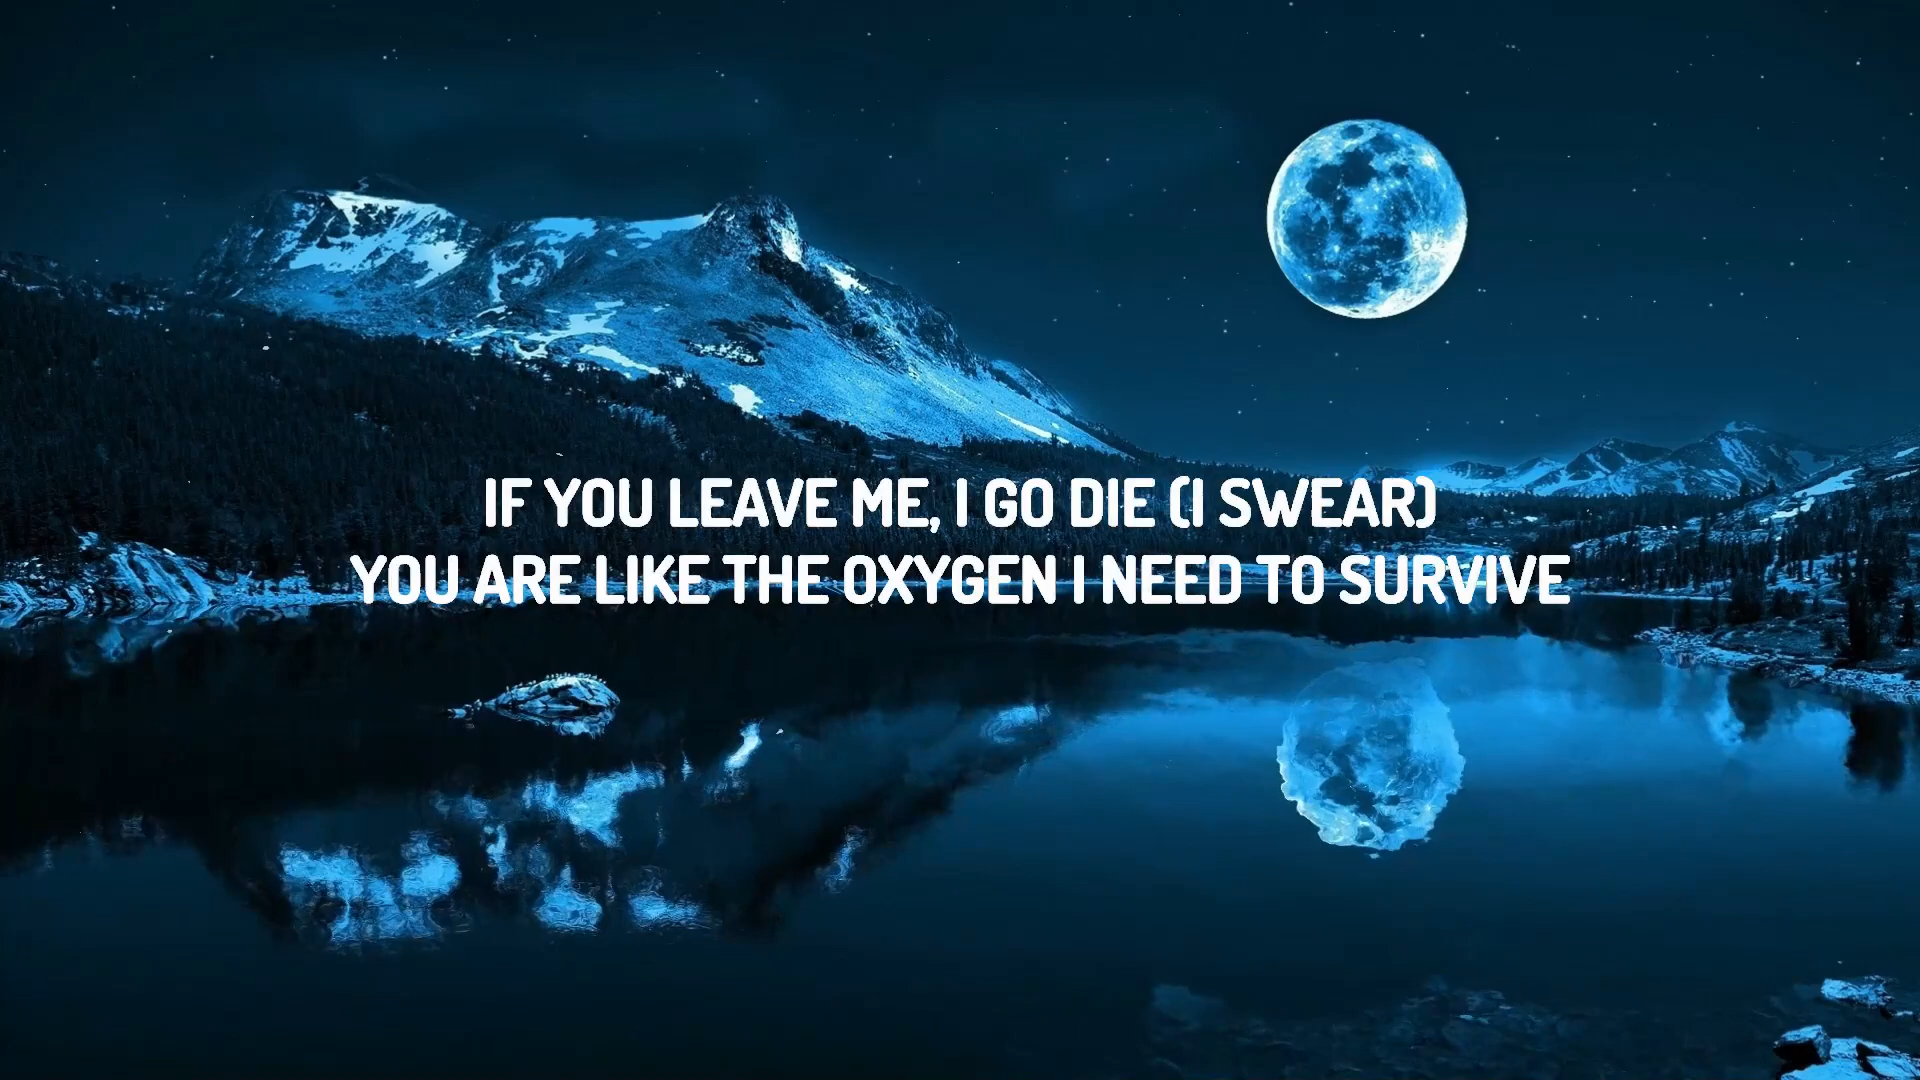 IF YOU LEAVE ME, I GO DIE (I SWEAR)
YOU ARE LIKE THE OXYGEN I NEED TO SURVIVE